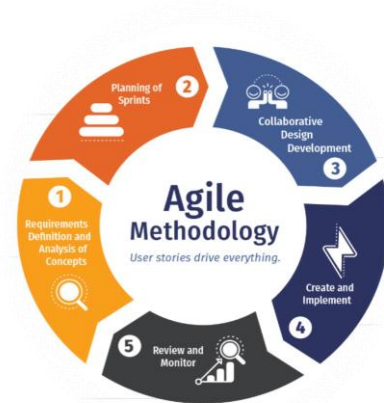 Agile
Methodology
User stories drive everything.
1
Requirements
Definition and
Analysis of
Concepts
Planning of
Sprints
2
Collaborative
Design
Development
3
Create and
Implement
4
5
Review and
Monitor